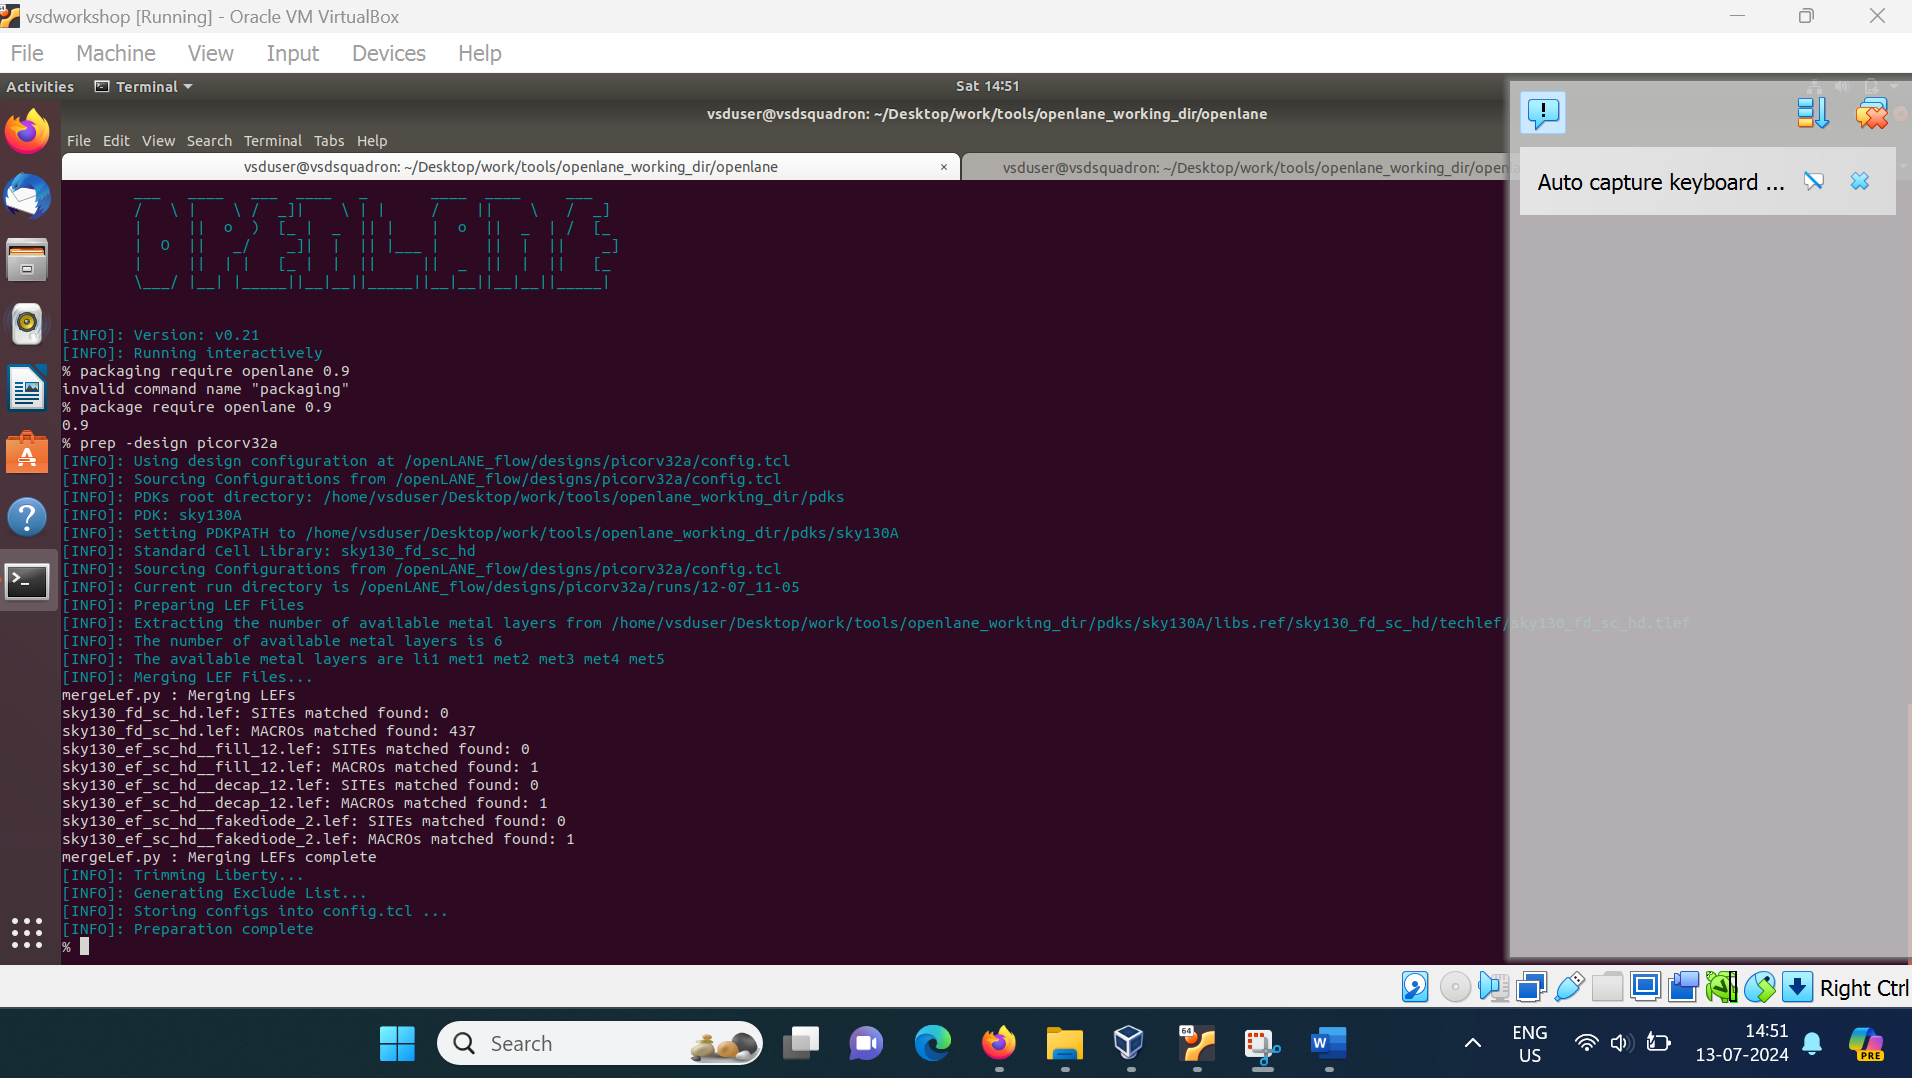 vsdworkshop [Running] - Oracle VM VirtualBox
File Machine View Input Devices Help
Activities Terminal Sat 14:51
vsduser@vsdsquadron: ~/Desktop/work/tools/openlane_working_dir/openlane
File Edit View Search Terminal Tabs Help
vsduser@vsdsquadron: ~/Desktop/work/tools/openlane_working_dir/openlane × vsduser@vsdsquadron: ~/Desktop/work/tools/openlane_working_dir/open
Auto capture keyboard ...
OPENLANE
[INFO]: Version: v0.21
[INFO]: Running interactively
% packaging require openlane 0.9
invalid command name "packaging"
% package require openlane 0.9
0.9
% prep -design picorv32a
[INFO]: Using design configuration at /openLANE_flow/designs/picorv32a/config.tcl
[INFO]: Sourcing Configurations from /openLANE_flow/designs/picorv32a/config.tcl
[INFO]: PDKs root directory: /home/vsduser/Desktop/work/tools/openlane_working_dir/pdks
[INFO]: PDK: sky130A
[INFO]: Setting PDKPATH to /home/vsduser/Desktop/work/tools/openlane_working_dir/pdks/sky130A
[INFO]: Standard Cell Library: sky130_fd_sc_hd
[INFO]: Sourcing Configurations from /openLANE_flow/designs/picorv32a/config.tcl
[INFO]: Current run directory is /openLANE_flow/designs/picorv32a/runs/12-07_11-05
[INFO]: Preparing LEF Files
[INFO]: Extracting the number of available metal layers from /home/vsduser/Desktop/work/tools/openlane_working_dir/pdks/sky130A/libs.ref/sky130_fd_sc_hd/techlef/sky130_fd_sc_hd.tlef
[INFO]: The number of available metal layers is 6
[INFO]: The available metal layers are li1 met1 met2 met3 met4 met5
[INFO]: Merging LEF Files...
mergeLef.py : Merging LEFs
sky130_fd_sc_hd.lef: SITEs matched found: 0
sky130_fd_sc_hd.lef: MACROs matched found: 437
sky130_ef_sc_hd__fill_12.lef: SITEs matched found: 0
sky130_ef_sc_hd__fill_12.lef: MACROs matched found: 1
sky130_ef_sc_hd__decap_12.lef: SITEs matched found: 0
sky130_ef_sc_hd__decap_12.lef: MACROs matched found: 1
sky130_ef_sc_hd__fakediode_2.lef: SITEs matched found: 0
sky130_ef_sc_hd__fakediode_2.lef: MACROs matched found: 1
mergeLef.py : Merging LEFs complete
[INFO]: Trimming Liberty...
[INFO]: Generating Exclude List...
[INFO]: Storing configs into config.tcl ...
[INFO]: Preparation complete
%
Right Ctrl
Search
64
W
ENG
US
14:51
13-07-2024
PRE